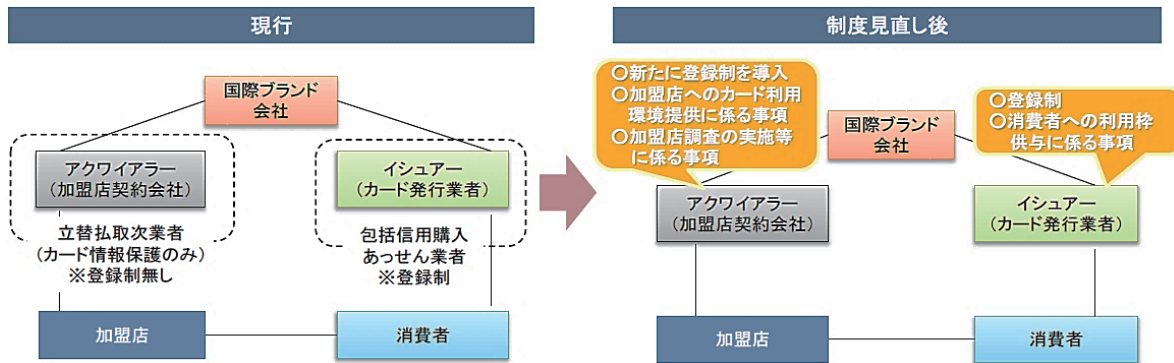 現行
国際ブランド
会社
アクワイアラー
(加盟店契約会社)
イシュアー
(カード発行業者)
立替払取次業者
(カード情報保護のみ)
※登録制無し
包括信用購入
あっせん業者
※登録制
加盟店
消費者
制度見直し後
○新たに登録制を導入
○加盟店へのカード利用
環境提供に係る事項
○加盟店調査の実施等
に係る事項
国際ブランド
会社
○登録制
○消費者への利用枠
供与に係る事項
アクワイアラー
(加盟店契約会社)
イシュアー
(カード発行業者)
加盟店
消費者